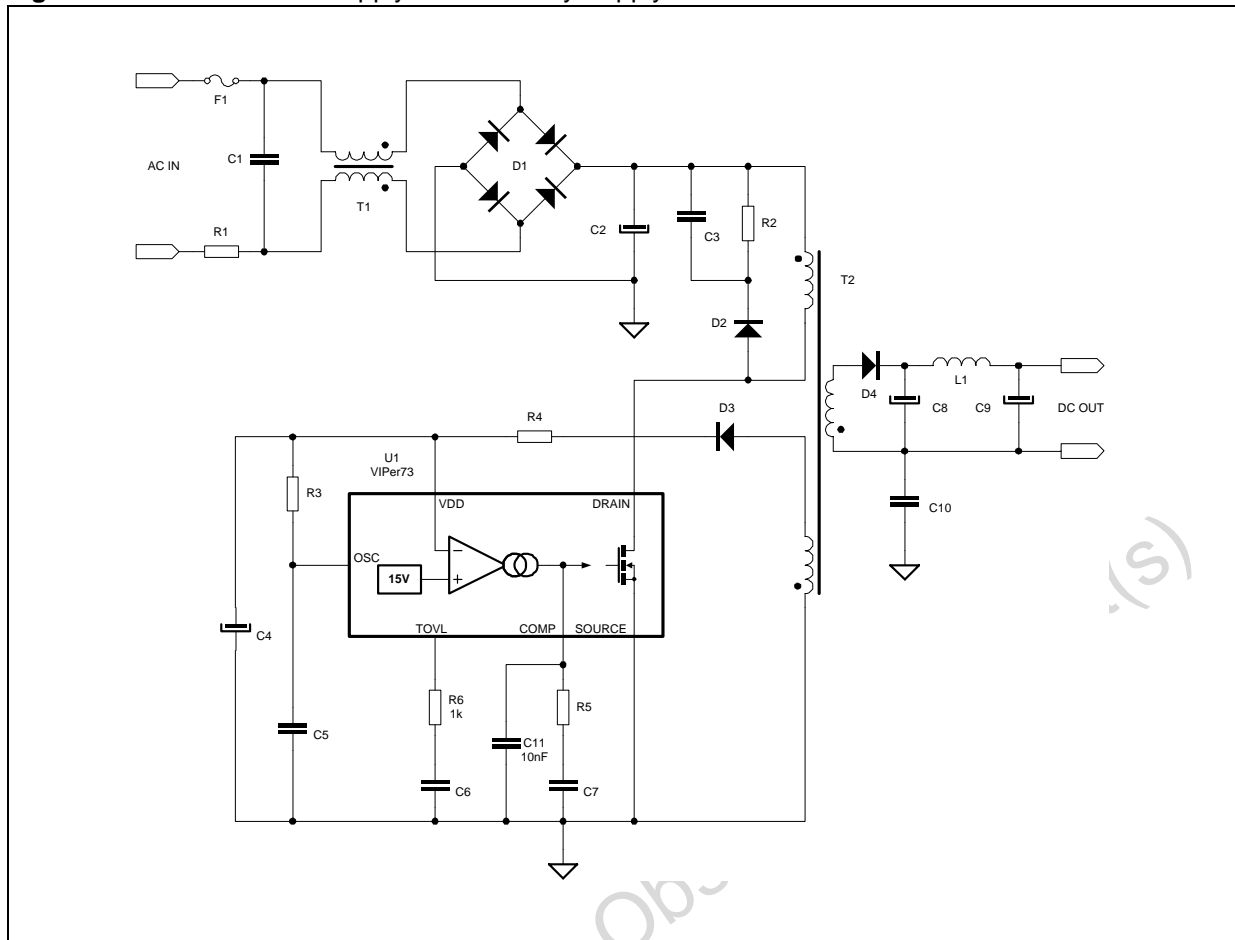 F1
AC IN
C1
T1
R1
D1
C2
C3
R2
T2
D2
D4
L1
C8
C9
DC OUT
C10
D3
R4
U1
VIPer73
R3
VDD
DRAIN
OSC
15V
−
+
TOVL
COMP
SOURCE
C4
R6
1k
R5
C5
C11
10nF
C6
C7
(s)